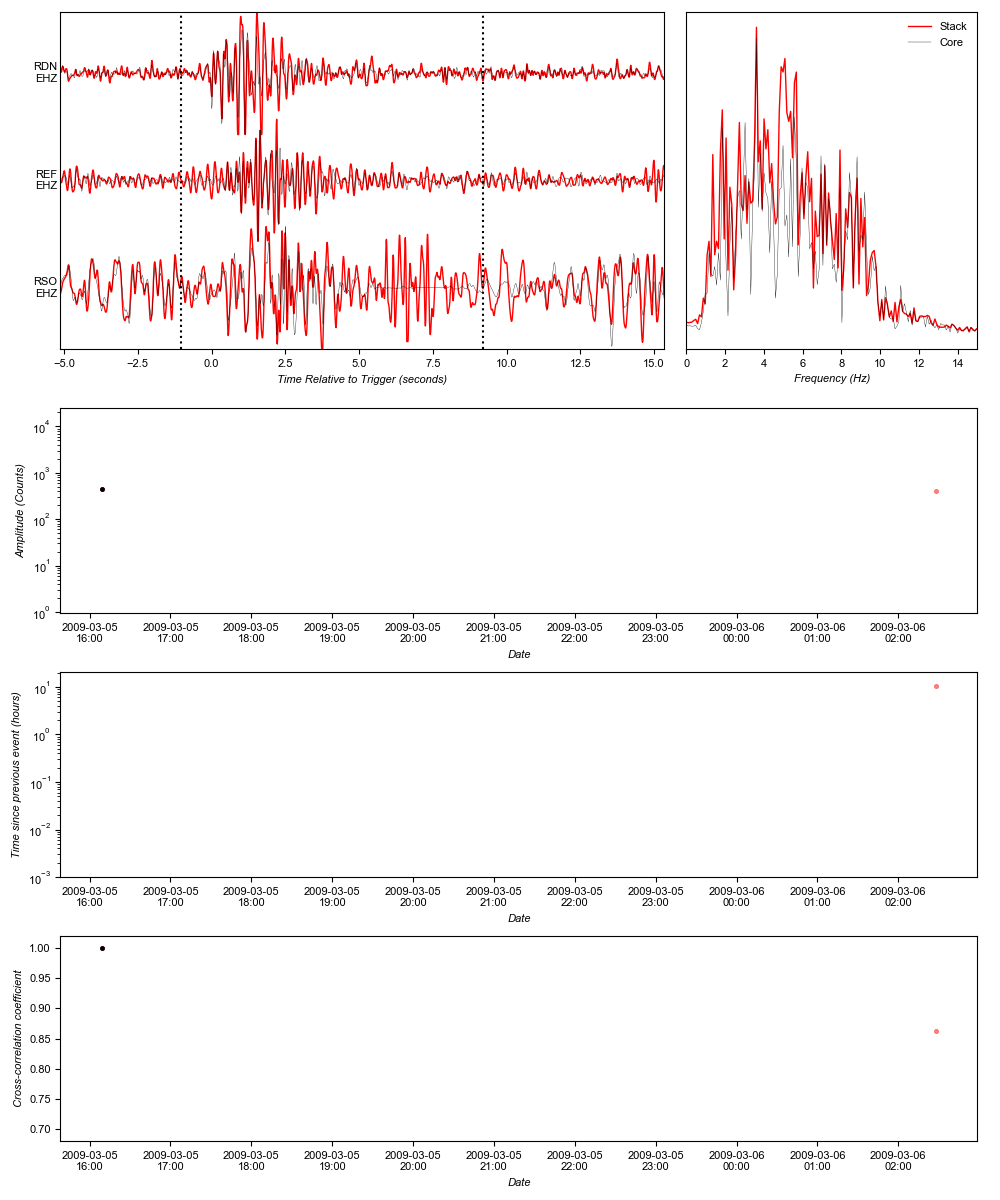 RDN
EHZ
REF
EHZ
RSO
EHZ
−5.0 −2.5 0.0 2.5 5.0 7.5 10.0 12.5 15.0
Time Relative to Trigger (seconds)
Stack
Core
0 2 4 6 8 10 12 14
Frequency (Hz)
10⁴
10³
10²
10¹
10⁰
Amplitude (Counts)
2009-03-05 2009-03-05 2009-03-05 2009-03-05 2009-03-05 2009-03-05 2009-03-05 2009-03-05 2009-03-06 2009-03-06 2009-03-06
16:00 17:00 18:00 19:00 20:00 21:00 22:00 23:00 00:00 01:00 02:00
Date
10¹
10⁰
10⁻¹
10⁻²
10⁻³
Time since previous event (hours)
2009-03-05 2009-03-05 2009-03-05 2009-03-05 2009-03-05 2009-03-05 2009-03-05 2009-03-05 2009-03-06 2009-03-06 2009-03-06
16:00 17:00 18:00 19:00 20:00 21:00 22:00 23:00 00:00 01:00 02:00
Date
1.00
0.95
0.90
0.85
0.80
0.75
0.70
Cross-correlation coefficient
2009-03-05 2009-03-05 2009-03-05 2009-03-05 2009-03-05 2009-03-05 2009-03-05 2009-03-05 2009-03-06 2009-03-06 2009-03-06
16:00 17:00 18:00 19:00 20:00 21:00 22:00 23:00 00:00 01:00 02:00
Date